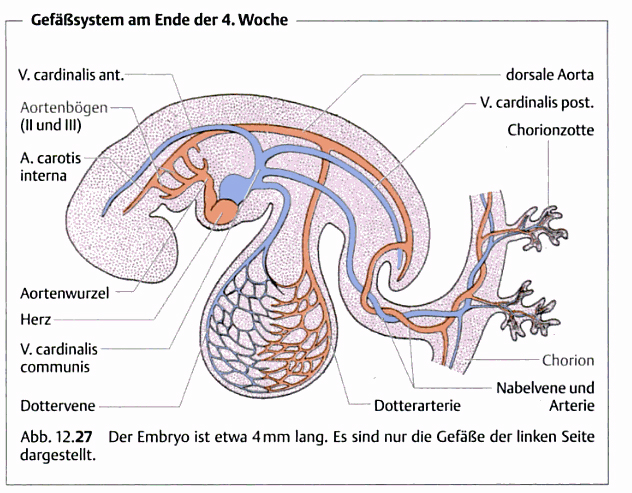 Gefäßsystem am Ende der 4. Woche
V. cardinalis ant.
Aortenbögen
(II und III)
A. carotis
interna
Aortenwurzel
Herz
V. cardinalis
communis
Dottervene
dorsale Aorta
V. cardinalis post.
Chorionzotte
Chorion
Nabelvene und
Arterie
Dotterarterie
Abb. 12.27 Der Embryo ist etwa 4 mm lang. Es sind nur die Gefäße der linken Seite
dargestellt.